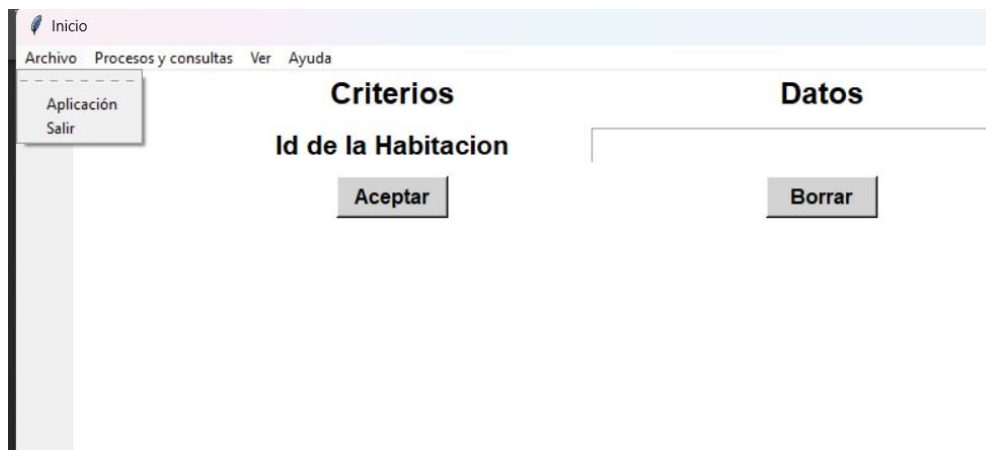 Inicio
Archivo Procesos y consultas Ver Ayuda
Aplicación
Salir
Criterios Datos
Id de la Habitacion
Aceptar Borrar